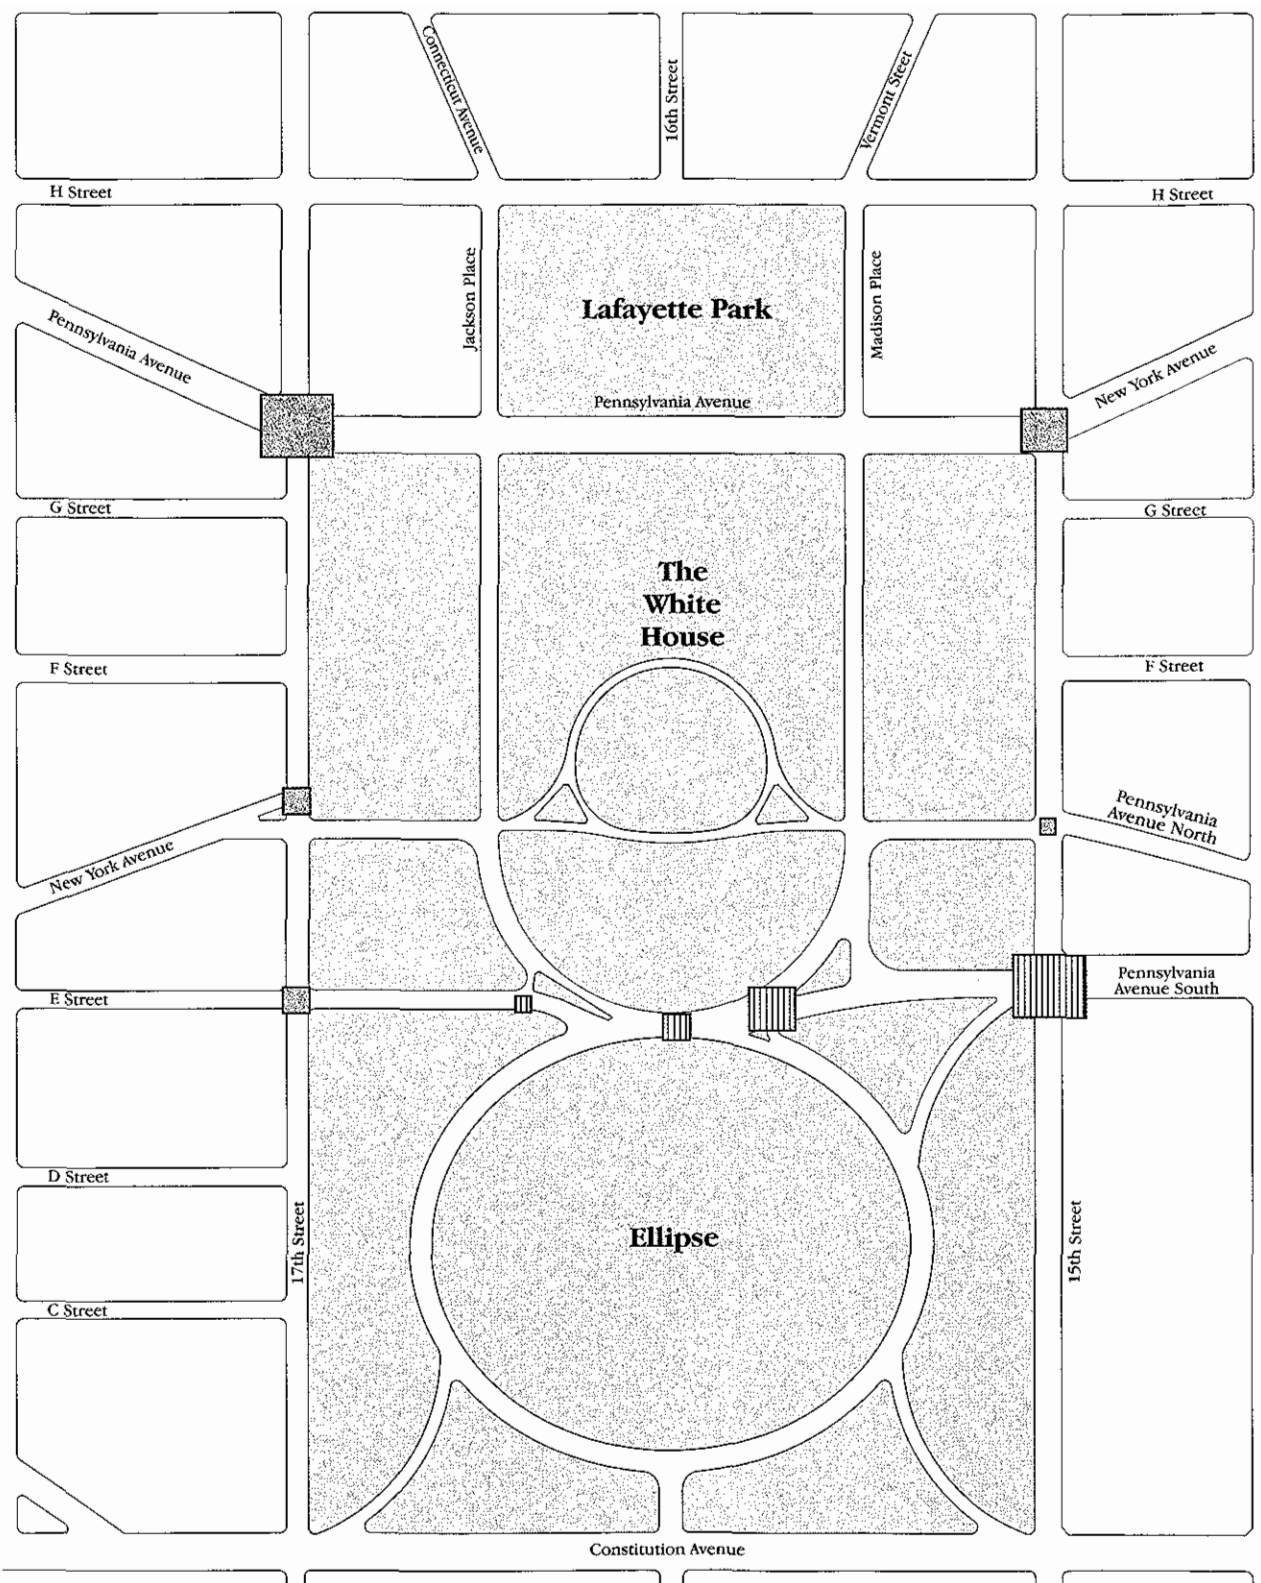 Connecticut Avenue
16th Street
Vermont Steet
H Street
H Street
Jackson Place
Lafayette Park
Madison Place
Pennsylvania Avenue
New York Avenue
Pennsylvania Avenue
G Street
G Street
The
White
House
F Street
F Street
Pennsylvania
Avenue North
New York Avenue
E Street
Pennsylvania
Avenue South
D Street
17th Street
Ellipse
15th Street
C Street
Constitution Avenue